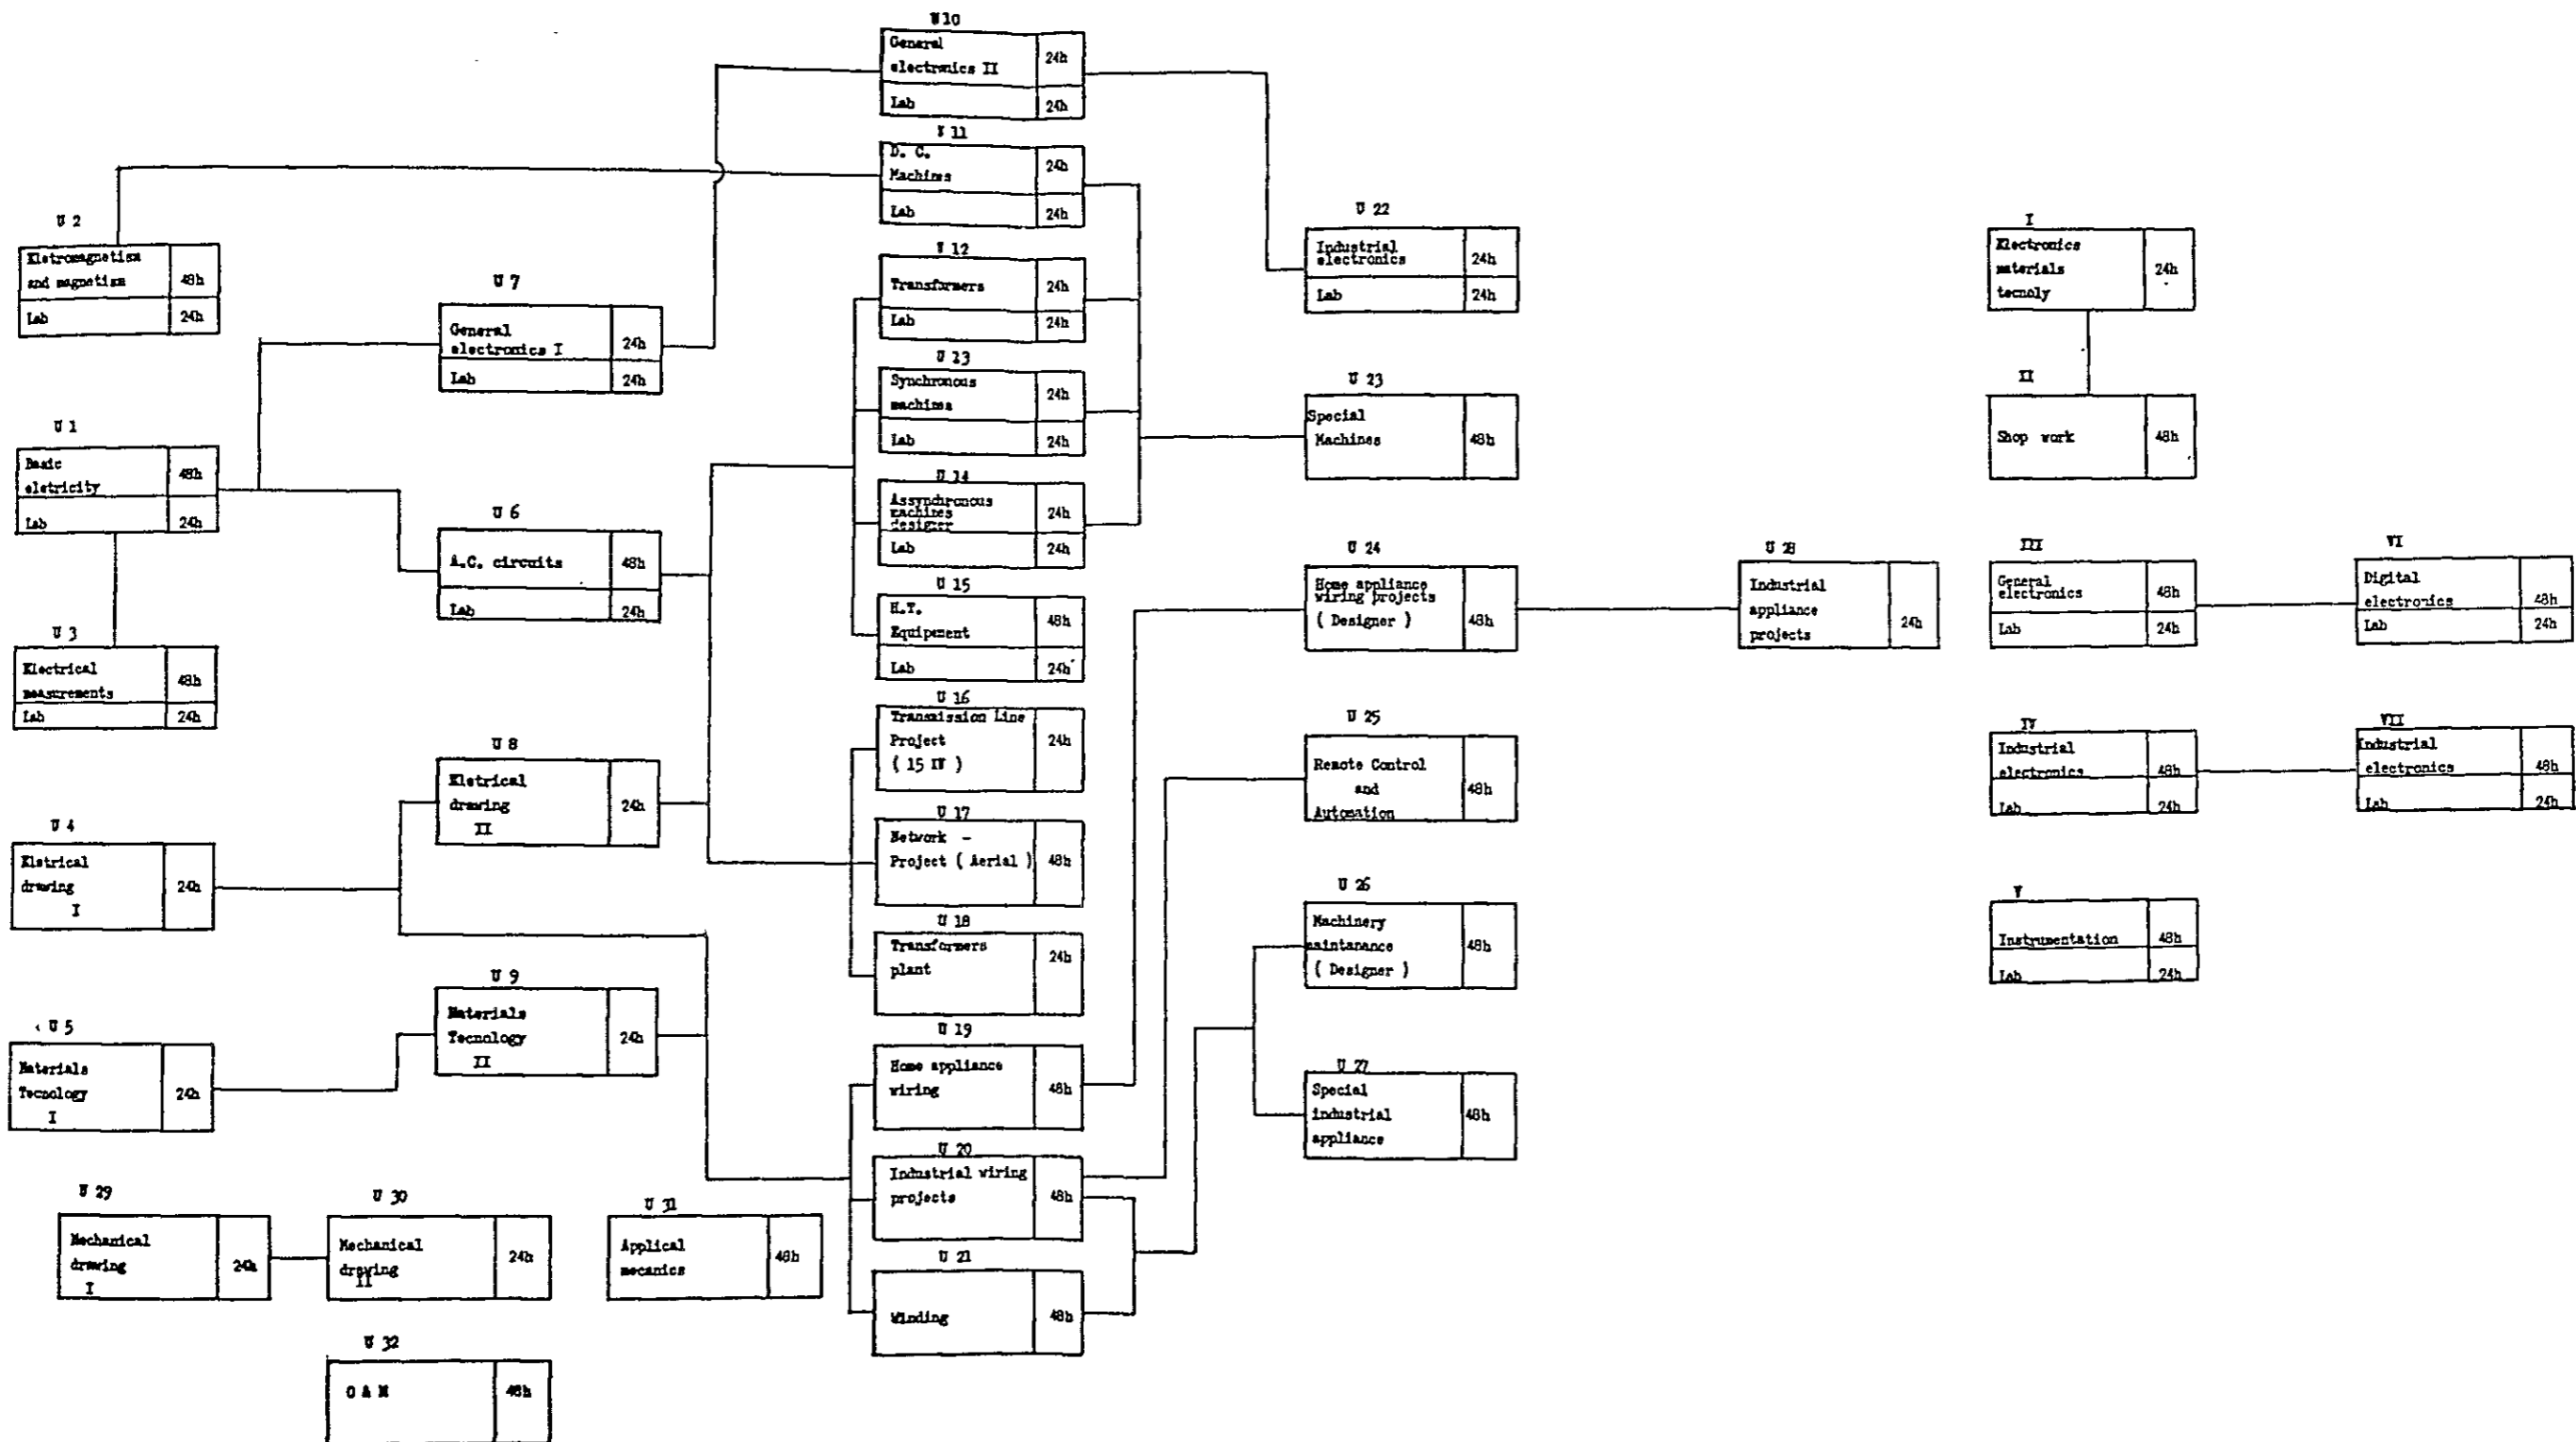 U 10
General
electronics II
24h
Lab
24h
U 11
D. C.
Machines
24h
Lab
24h
U 2
Eletromagnetism
and magnetism
48h
Lab
24h
U 7
General
electronics I
24h
Lab
24h
U 12
Transformers
24h
Lab
24h
U 22
Industrial
electronics
24h
Lab
24h
I
Electronics
materials
tecnoly
24h
U 1
Basic
eletricity
48h
Lab
24h
U 13
Synchronous
machines
24h
Lab
24h
U 23
Special
Machines
48h
II
Shop work
48h
U 6
A.C. circuits
48h
Lab
24h
U 14
Assynchronous
machines
designer
24h
Lab
24h
U 3
Electrical
measurements
48h
Lab
24h
U 15
H.T.
Equipment
48h
Lab
24h
U 24
Home appliance
wiring projects
( Designer )
48h
U 28
Industrial
appliance
projects
24h
III
General
electronics
48h
Lab
24h
VI
Digital
electronics
48h
Lab
24h
U 8
Eletrical
drawing
II
24h
U 16
Transmission Line
Project
24h
U 25
Remote Control
and
Automation
48h
IV
Industrial
electronics
48h
Lab
24h
VII
Industrial
electronics
48h
Lab
24h
U 4
Eletrical
drawing
I
24h
U 17
Network -
Project ( Aerial )
48h
U 18
Transformers
plant
24h
U 26
Machinery
maintanance
( Designer )
48h
V
Instrumentation
48h
Lab
24h
U 5
Materials
Tecnology
I
24h
U 9
Materials
Tecnology
II
24h
U 19
Home appliance
wiring
48h
U 27
Special
industrial
appliance
48h
U 20
Industrial wiring
projects
48h
U 29
Mechanical
drawing
I
24h
U 30
Mechanical
drawing
II
24h
U 31
Applical
mecanics
48h
U 21
Winding
48h
U 32
O & M
48h